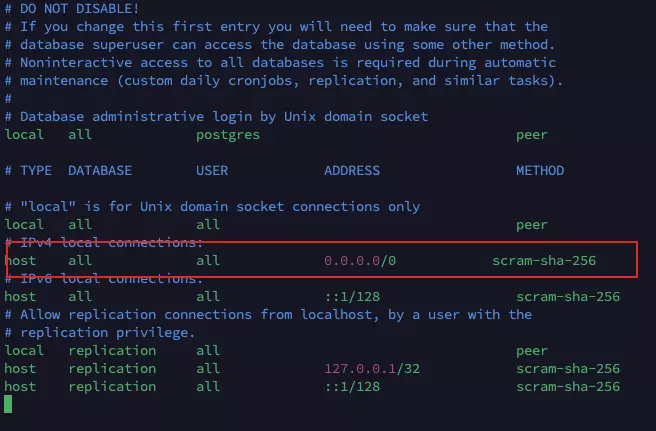 # DO NOT DISABLE!
# If you change this first entry you will need to make sure that the
# database superuser can access the database using some other method.
# Noninteractive access to all databases is required during automatic
# maintenance (custom daily cronjobs, replication, and similar tasks).
#
# Database administrative login by Unix domain socket
local   all             postgres                                peer
# TYPE  DATABASE        USER            ADDRESS                 METHOD
# "local" is for Unix domain socket connections only
local   all             all                                     peer
# IPv4 local connections:
host    all             all             0.0.0.0/0            scram-sha-256
# IPv6 local connections:
host    all             all             ::1/128                 scram-sha-256
# Allow replication connections from localhost, by a user with the
# replication privilege.
local   replication     all                                     peer
host    replication     all             127.0.0.1/32            scram-sha-256
host    replication     all             ::1/128                 scram-sha-256